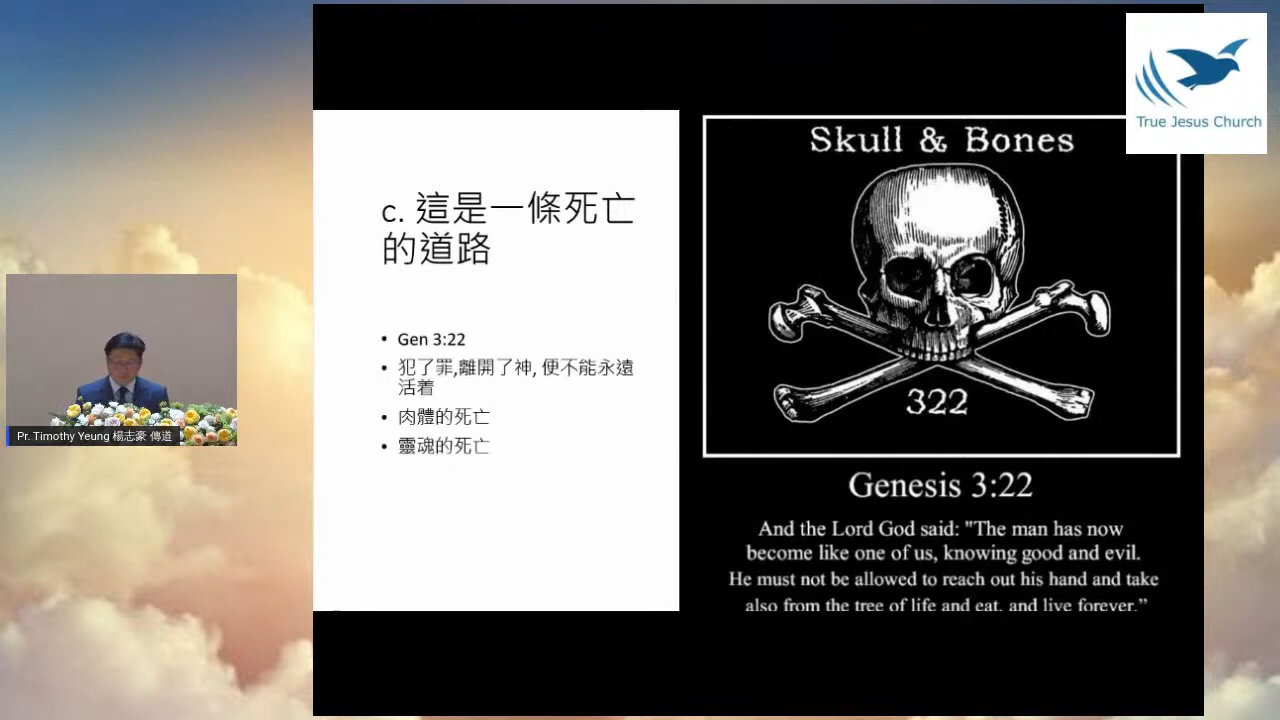 True Jesus Church
c. 這是一條死亡
的道路
• Gen 3:22
• 犯了罪,離開了神, 便不能永遠
活着
• 肉體的死亡
• 靈魂的死亡
Skull & Bones
322
Genesis 3:22
And the Lord God said: "The man has now
become like one of us, knowing good and evil.
He must not be allowed to reach out his hand and take
also from the tree of life and eat, and live forever.”
Pr. Timothy Yeung 楊志豪 傳道